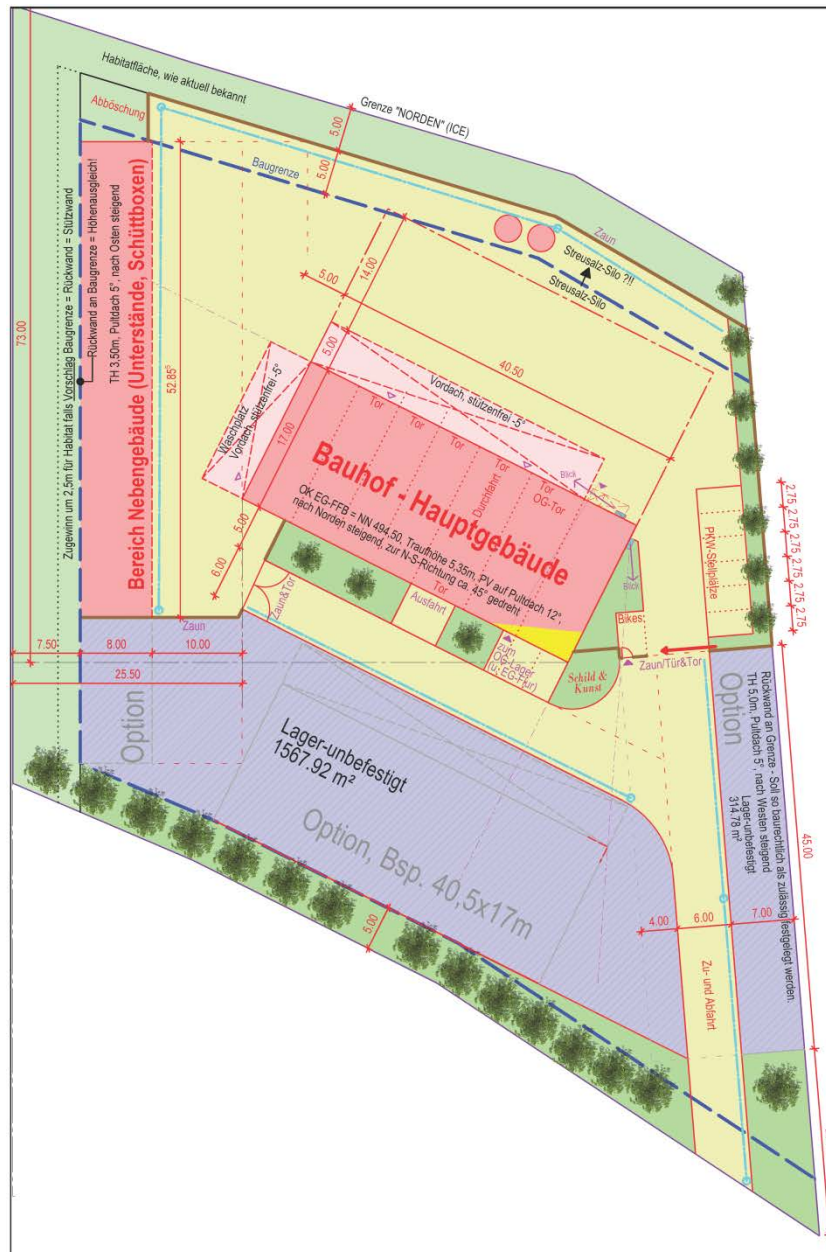 Habitatfläche, wie aktuell bekannt
Grenze "NORDEN" (ICE)
Abböschung
5.00
5.00
Baugrenze
Zaun
73.00
Zugewinn um 2,5m für Habitat falls Vorschlag Baugrenze = Rückwand = Stützwand
Rückwand an Baugrenze = Höhenausgleich!
TH 3,50m, Pultdach 5°, nach Osten steigend
Bereich Nebengebäude (Unterstände, Schüttboxen)
52.85⁵
Streusalz-Silo ?!!
Streusalz-Silo
14.00
5.00
5.00
40.50
Waschplatz
Vordach, stützenfrei -5°
Vordach, stützenfrei -5°
17.00
Tor
Tor
Tor
Tor
Durchfahrt
Tor
Tor
OG-Tor
Blick
Bauhof - Hauptgebäude
OK EG-FFB = NN 494,50, Traufhöhe 5,35m, PV auf Pultdach 12°,
nach Norden steigend, zur N-S-Richtung ca. 45° gedreht
5.00
6.00
Zaun&Tor
Ausfahrt
Tor
zum
OG-Lager
(u. EG-Flur)
Blick
Bikes
PKW-Stellplätze
2.75
2.75
2.75
2.75
2.75
2.75
Schild &
Kunst
Zaun/Tür&Tor
Zaun
7.50
8.00
10.00
25.50
Option
Lager-unbefestigt
1567.92 m²
Option, Bsp. 40,5x17m
5.00
Option
Rückwand an Grenze - Soll so baurechtlich als zulässig festgelegt werden.
TH 5,0m, Pultdach 5°, nach Westen steigend
Lager-unbefestigt
314.78 m²
45.00
4.00
6.00
7.00
Zu- und Abfahrt